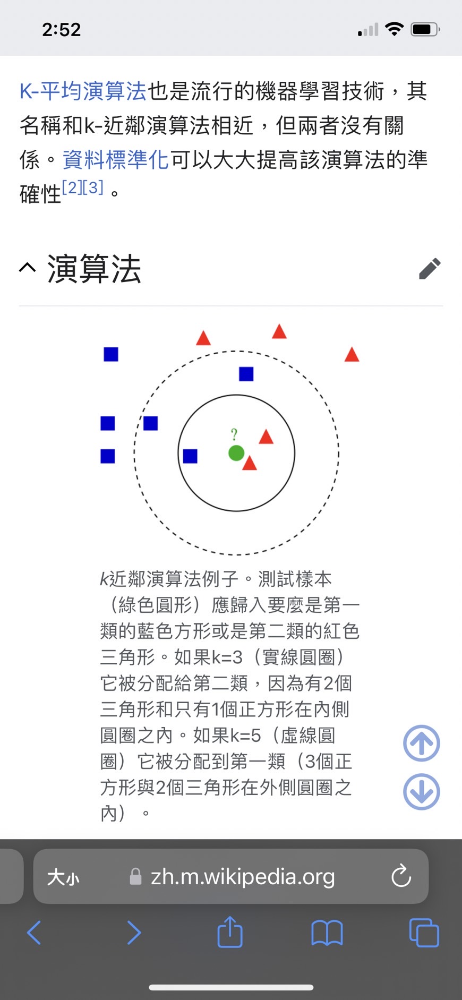 2:52
K-平均演算法也是流行的機器學習技術，其
名稱和k-近鄰演算法相近，但兩者沒有關
係。資料標準化可以大大提高該演算法的準
確性[2][3]。
演算法
?
k近鄰演算法例子。測試樣本
（綠色圓形）應歸入要麼是第一
類的藍色方形或是第二類的紅色
三角形。如果k=3（實線圓圈）
它被分配給第二類，因為有2個
三角形和只有1個正方形在內側
圓圈之內。如果k=5（虛線圓
圈）它被分配到第一類（3個正
方形與2個三角形在外側圓圈之
內）。
大小 zh.m.wikipedia.org